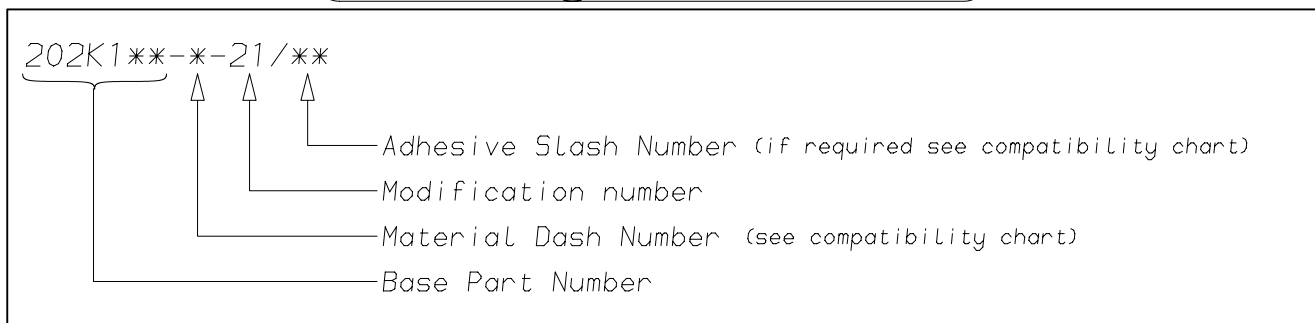 202K1**-*-21/**
Adhesive Slash Number (if required see compatibility chart)
Modification number
Material Dash Number (see compatibility chart)
Base Part Number